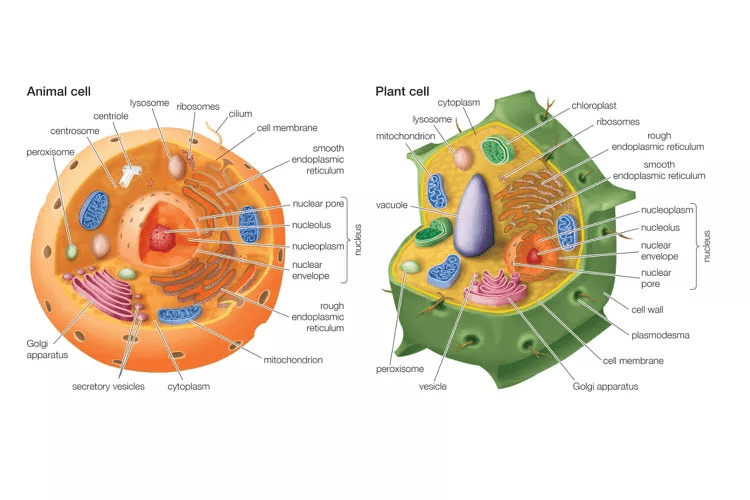 Animal cell
lysosome
ribosomes
cilium
centriole
centrosome
cell membrane
peroxisome
smooth
endoplasmic
reticulum
nuclear pore
nucleolus
nucleoplasm
nuclear
envelope
nucleus
rough
endoplasmic
reticulum
Golgi
apparatus
mitochondrion
secretory vesicles
cytoplasm
Plant cell
cytoplasm
chloroplast
lysosome
ribosomes
mitochondrion
rough
endoplasmic reticulum
smooth
endoplasmic reticulum
vacuole
nucleoplasm
nucleolus
nuclear
envelope
nuclear
pore
nucleus
cell wall
plasmodesma
cell membrane
peroxisome
vesicle
Golgi apparatus